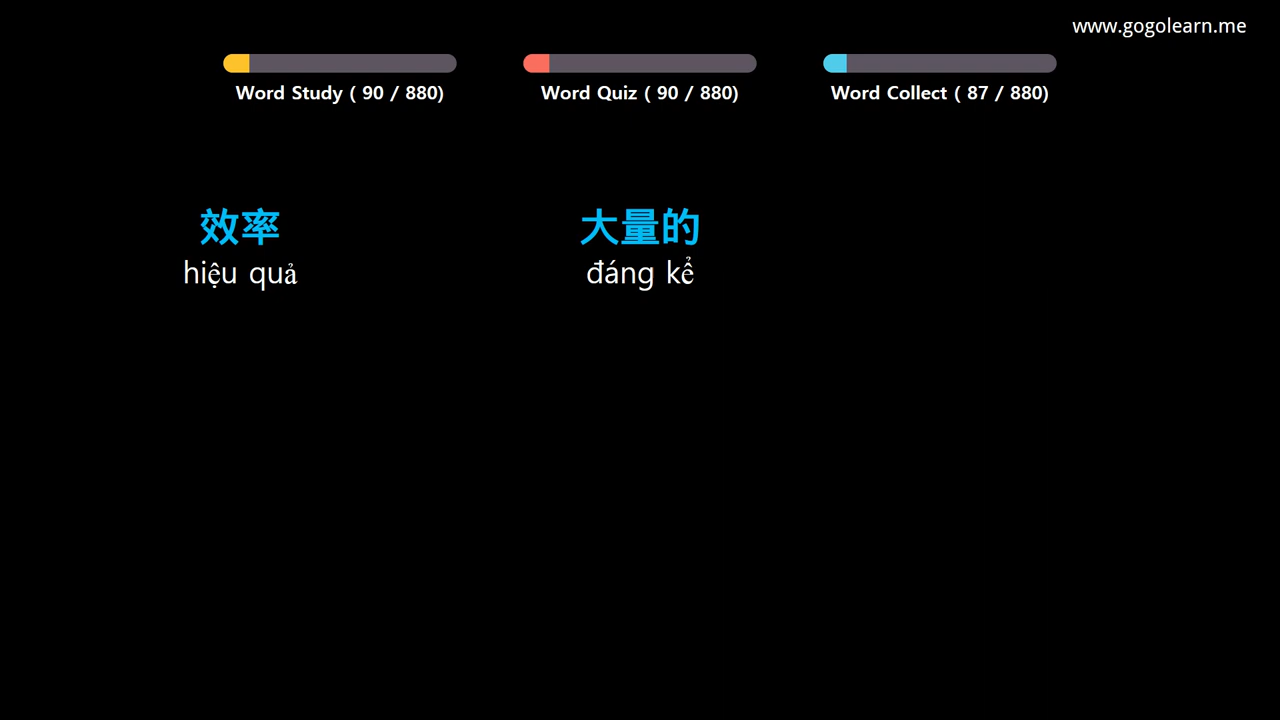 www.gogolearn.me
Word Study ( 90 / 880)
Word Quiz ( 90 / 880)
Word Collect ( 87 / 880)
效率
hiệu quả
大量的
đáng kể